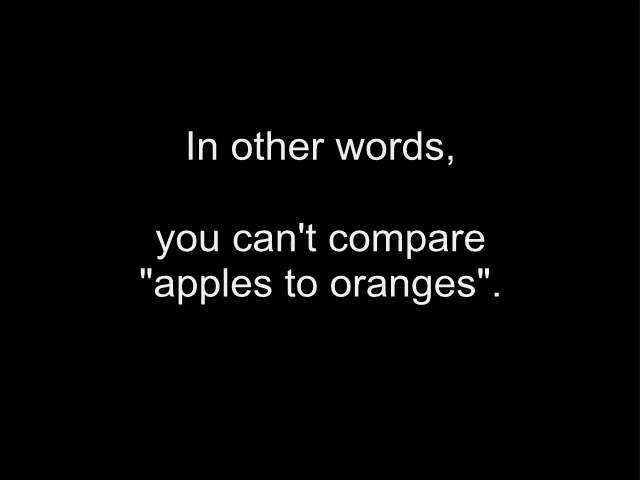 In other words,
you can't compare
"apples to oranges".